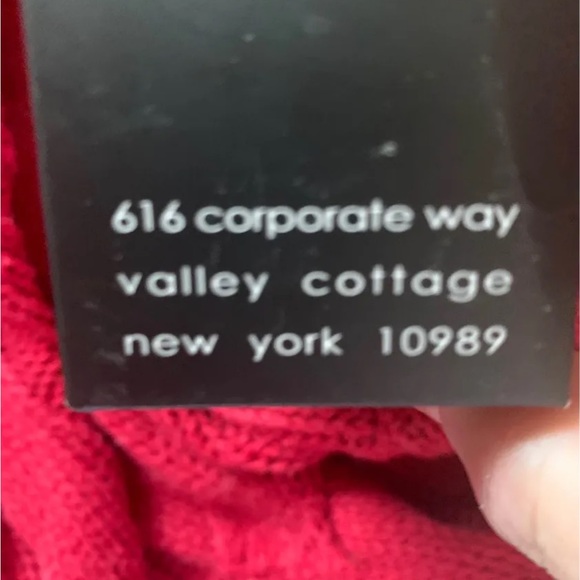 616 corporate way
valley cottage
new york 10989